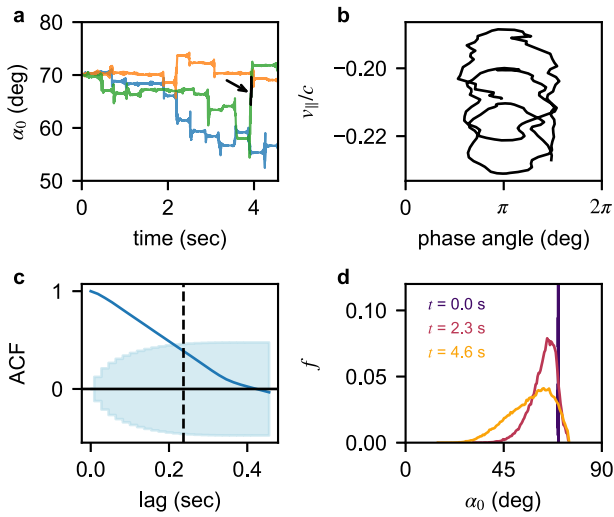 a
80
70
60
50
α₀ (deg)
0
2
4
time (sec)
b
−0.20
−0.22
v∥/c
0
π
2π
phase angle (deg)
c
1
0
ACF
0.0
0.2
0.4
lag (sec)
d
t = 0.0 s
t = 2.3 s
t = 4.6 s
0.10
0.05
0.00
f
0
45
90
α₀ (deg)